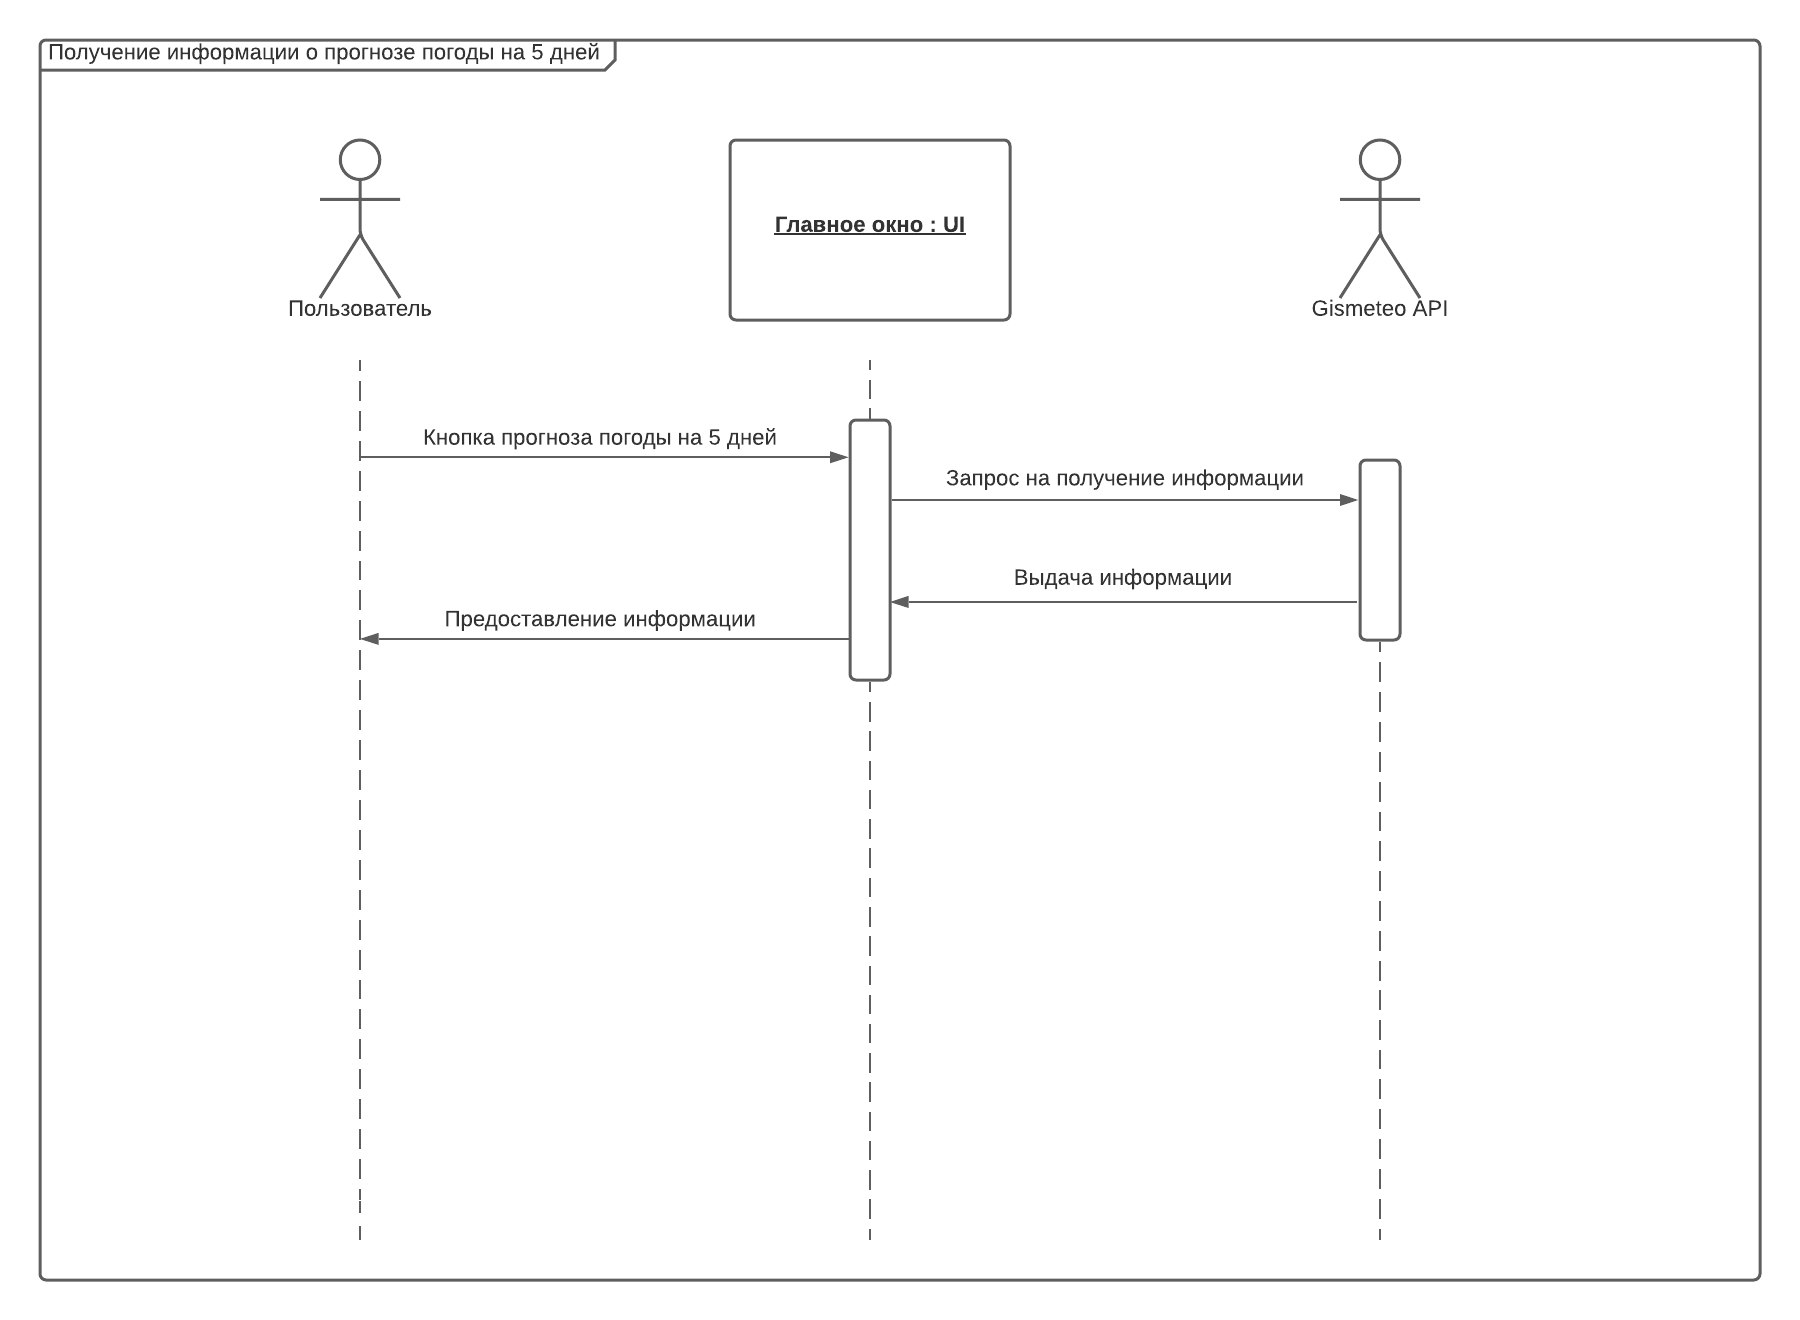 Получение информации о прогнозе погоды на 5 дней
Главное окно : UI
Пользователь
Gismeteo API
Кнопка прогноза погоды на 5 дней
Запрос на получение информации
Выдача информации
Предоставление информации